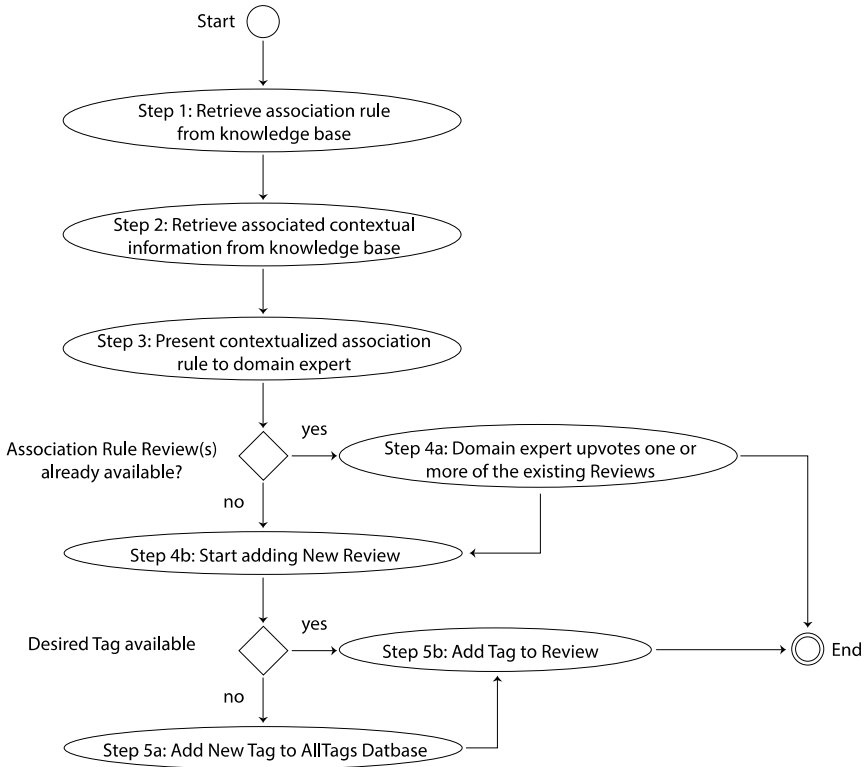 Start
Step 1: Retrieve association rule
from knowledge base
Step 2: Retrieve associated contextual
information from knowledge base
Step 3: Present contextualized association
rule to domain expert
Association Rule Review(s)
already available?
yes
Step 4a: Domain expert upvotes one or
more of the existing Reviews
no
Step 4b: Start adding New Review
Desired Tag available
yes
Step 5b: Add Tag to Review
End
no
Step 5a: Add New Tag to AllTags Datbase